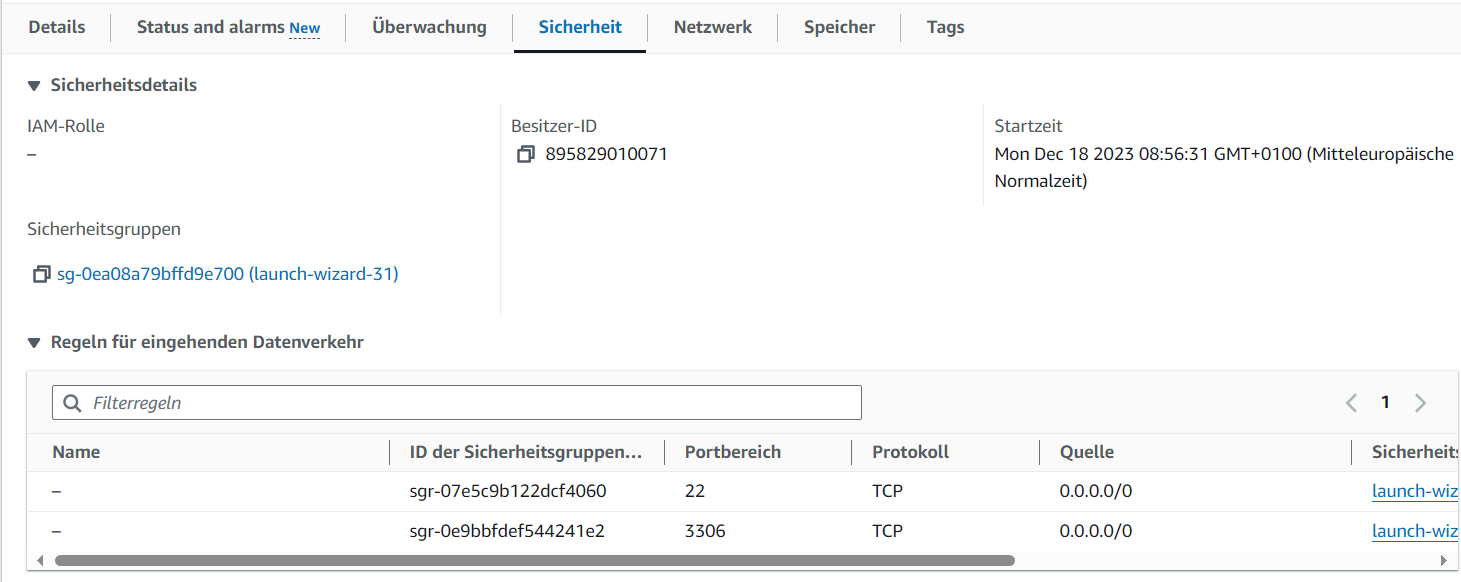 Details Status and alarms New Überwachung Sicherheit Netzwerk Speicher Tags
Sicherheitsdetails
IAM-Rolle Besitzer-ID Startzeit
– 895829010071 Mon Dec 18 2023 08:56:31 GMT+0100 (Mitteleuropäische
Normalzeit)
Sicherheitsgruppen
sg-0ea08a79bffd9e700 (launch-wizard-31)
Regeln für eingehenden Datenverkehr
Filterregeln 1
Name ID der Sicherheitsgruppen... Portbereich Protokoll Quelle Sicherheits
– sgr-07e5c9b122dcf4060 22 TCP 0.0.0.0/0 launch-wiz
– sgr-0e9bbfdef544241e2 3306 TCP 0.0.0.0/0 launch-wiz